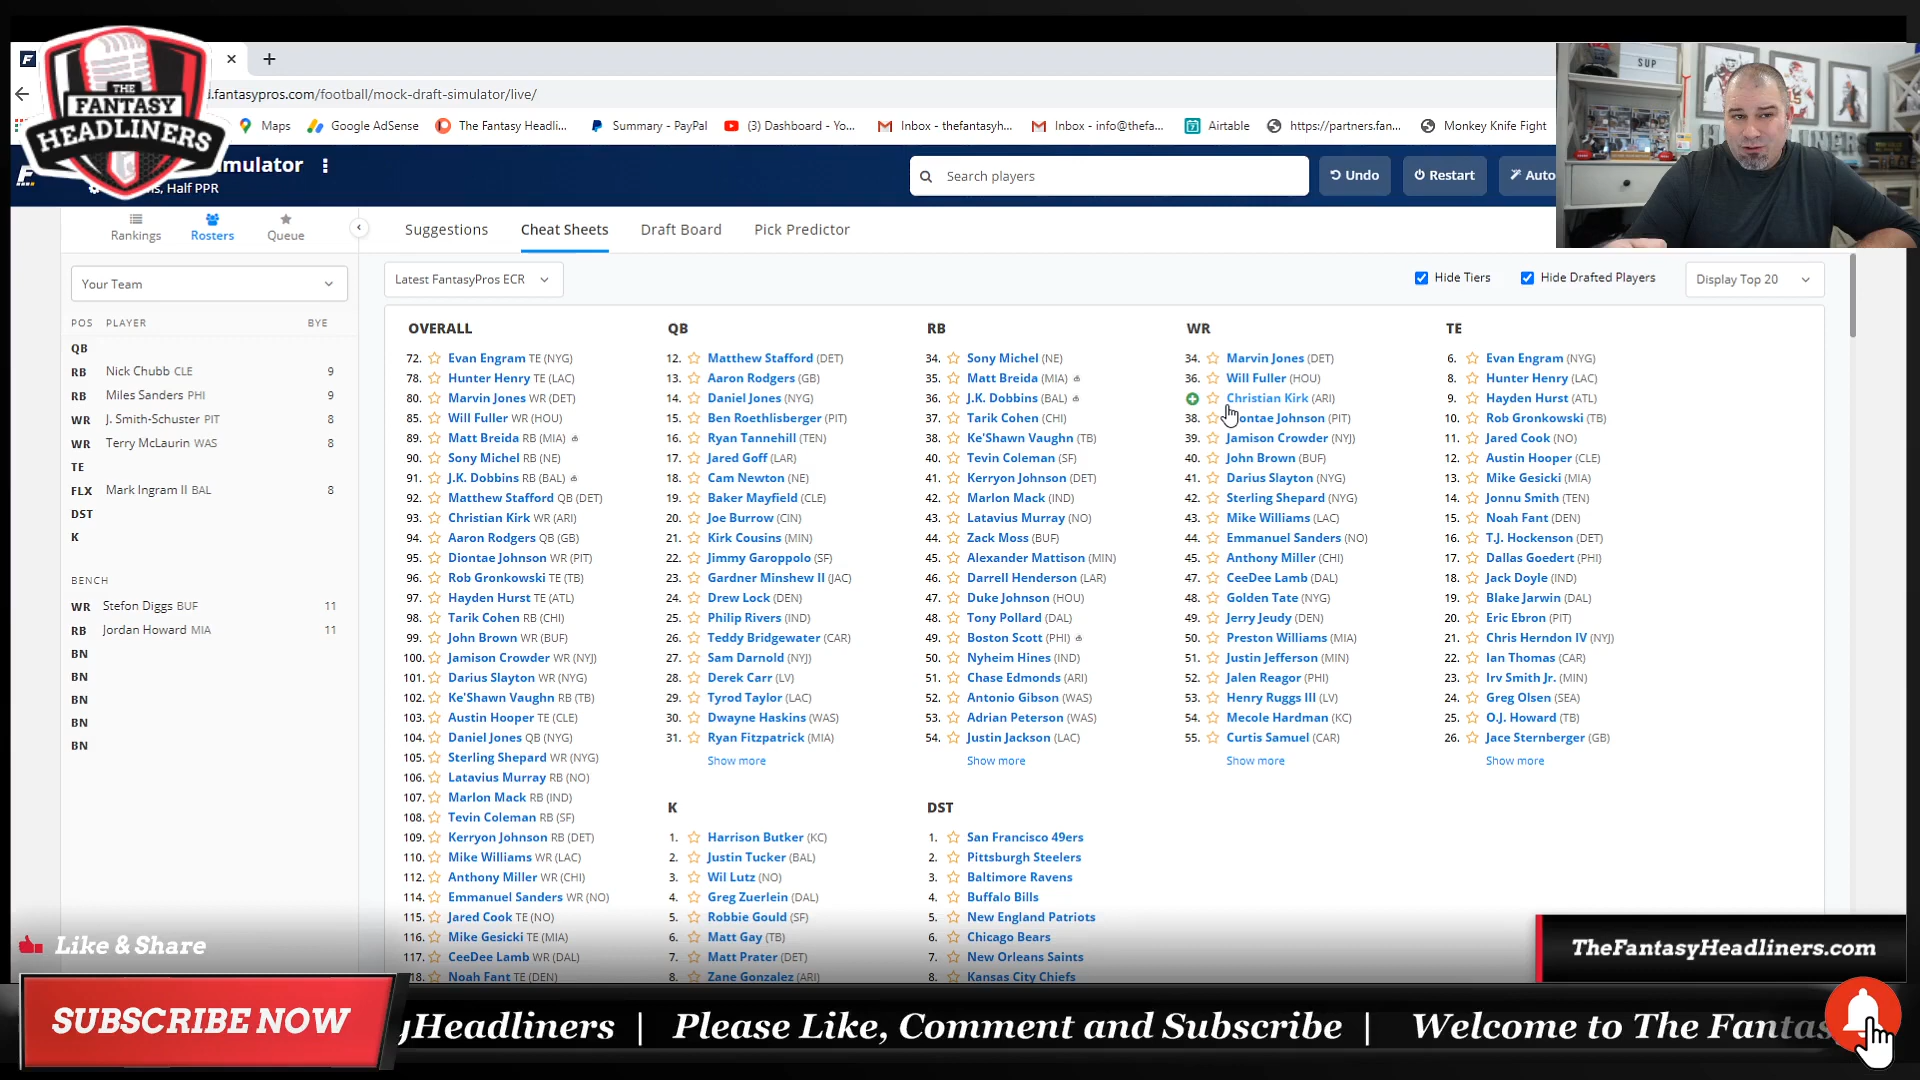 THE
FANTASY
HEADLINERS
.fantasypros.com/football/mock-draft-simulator/live/
Maps
Google AdSense
The Fantasy Headli...
Summary - PayPal
(3) Dashboard - Yo...
Inbox - thefantasyh...
Inbox - info@thefa...
Airtable
https://partners.fan...
Monkey Knife Fight
SUP
mulator
, Half PPR
Search players
Undo
Restart
Auto
Rankings
Rosters
Queue
Suggestions
Cheat Sheets
Draft Board
Pick Predictor
Your Team
Latest FantasyPros ECR
Hide Tiers
Hide Drafted Players
Display Top 20
POS PLAYER BYE
QB
RB Nick Chubb CLE 9
RB Miles Sanders PHI 9
WR J. Smith-Schuster PIT 8
WR Terry McLaurin WAS 8
TE
FLX Mark Ingram II BAL 8
DST
K
BENCH
WR Stefon Diggs BUF 11
RB Jordan Howard MIA 11
BN
BN
BN
BN
BN
OVERALL
72. Evan Engram TE (NYG)
78. Hunter Henry TE (LAC)
80. Marvin Jones WR (DET)
85. Will Fuller WR (HOU)
89. Matt Breida RB (MIA)
90. Sony Michel RB (NE)
91. J.K. Dobbins RB (BAL)
92. Matthew Stafford QB (DET)
93. Christian Kirk WR (ARI)
94. Aaron Rodgers QB (GB)
95. Diontae Johnson WR (PIT)
96. Rob Gronkowski TE (TB)
97. Hayden Hurst TE (ATL)
98. Tarik Cohen RB (CHI)
99. John Brown WR (BUF)
100. Jamison Crowder WR (NYJ)
101. Darius Slayton WR (NYG)
102. Ke'Shawn Vaughn RB (TB)
103. Austin Hooper TE (CLE)
104. Daniel Jones QB (NYG)
105. Sterling Shepard WR (NYG)
106. Latavius Murray RB (NO)
107. Marlon Mack RB (IND)
108. Tevin Coleman RB (SF)
109. Kerryon Johnson RB (DET)
110. Mike Williams WR (LAC)
112. Anthony Miller WR (CHI)
114. Emmanuel Sanders WR (NO)
115. Jared Cook TE (NO)
116. Mike Gesicki TE (MIA)
117. CeeDee Lamb WR (DAL)
118. Noah Fant TE (DEN)
QB
12. Matthew Stafford (DET)
13. Aaron Rodgers (GB)
14. Daniel Jones (NYG)
15. Ben Roethlisberger (PIT)
16. Ryan Tannehill (TEN)
17. Jared Goff (LAR)
18. Cam Newton (NE)
19. Baker Mayfield (CLE)
20. Joe Burrow (CIN)
21. Kirk Cousins (MIN)
22. Jimmy Garoppolo (SF)
23. Gardner Minshew II (JAC)
24. Drew Lock (DEN)
25. Philip Rivers (IND)
26. Teddy Bridgewater (CAR)
27. Sam Darnold (NYJ)
28. Derek Carr (LV)
29. Tyrod Taylor (LAC)
30. Dwayne Haskins (WAS)
31. Ryan Fitzpatrick (MIA)
Show more
RB
34. Sony Michel (NE)
35. Matt Breida (MIA)
36. J.K. Dobbins (BAL)
37. Tarik Cohen (CHI)
38. Ke'Shawn Vaughn (TB)
40. Tevin Coleman (SF)
41. Kerryon Johnson (DET)
42. Marlon Mack (IND)
43. Latavius Murray (NO)
44. Zack Moss (BUF)
45. Alexander Mattison (MIN)
46. Darrell Henderson (LAR)
47. Duke Johnson (HOU)
48. Tony Pollard (DAL)
49. Boston Scott (PHI)
50. Nyheim Hines (IND)
51. Chase Edmonds (ARI)
52. Antonio Gibson (WAS)
53. Adrian Peterson (WAS)
54. Justin Jackson (LAC)
Show more
WR
34. Marvin Jones (DET)
36. Will Fuller (HOU)
Christian Kirk (ARI)
38. iontae Johnson (PIT)
39. Jamison Crowder (NYJ)
40. John Brown (BUF)
41. Darius Slayton (NYG)
42. Sterling Shepard (NYG)
43. Mike Williams (LAC)
44. Emmanuel Sanders (NO)
45. Anthony Miller (CHI)
47. CeeDee Lamb (DAL)
48. Golden Tate (NYG)
49. Jerry Jeudy (DEN)
50. Preston Williams (MIA)
51. Justin Jefferson (MIN)
52. Jalen Reagor (PHI)
53. Henry Ruggs III (LV)
54. Mecole Hardman (KC)
55. Curtis Samuel (CAR)
Show more
TE
6. Evan Engram (NYG)
8. Hunter Henry (LAC)
9. Hayden Hurst (ATL)
10. Rob Gronkowski (TB)
11. Jared Cook (NO)
12. Austin Hooper (CLE)
13. Mike Gesicki (MIA)
14. Jonnu Smith (TEN)
15. Noah Fant (DEN)
16. T.J. Hockenson (DET)
17. Dallas Goedert (PHI)
18. Jack Doyle (IND)
19. Blake Jarwin (DAL)
20. Eric Ebron (PIT)
21. Chris Herndon IV (NYJ)
22. Ian Thomas (CAR)
23. Irv Smith Jr. (MIN)
24. Greg Olsen (SEA)
25. O.J. Howard (TB)
26. Jace Sternberger (GB)
Show more
K
1. Harrison Butker (KC)
2. Justin Tucker (BAL)
3. Wil Lutz (NO)
4. Greg Zuerlein (DAL)
5. Robbie Gould (SF)
6. Matt Gay (TB)
7. Matt Prater (DET)
8. Zane Gonzalez (ARI)
DST
1. San Francisco 49ers
2. Pittsburgh Steelers
3. Baltimore Ravens
4. Buffalo Bills
5. New England Patriots
6. Chicago Bears
7. New Orleans Saints
8. Kansas City Chiefs
Like & Share
TheFantasyHeadliners.com
SUBSCRIBE NOW
yHeadliners | Please Like, Comment and Subscribe | Welcome to The Fantas